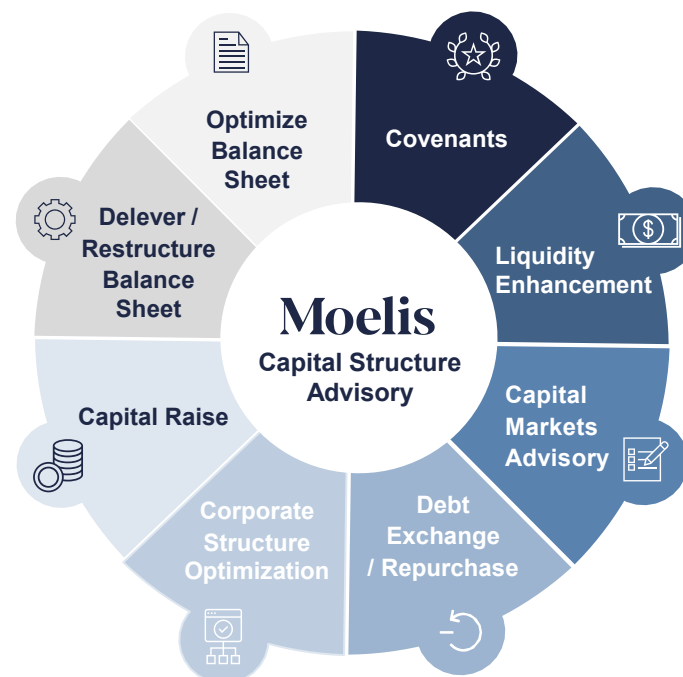 Optimize
Balance
Sheet
Covenants
Liquidity
Enhancement
Capital
Markets
Advisory
Debt
Exchange
/ Repurchase
Corporate
Structure
Optimization
Capital Raise
Delever /
Restructure
Balance
Sheet
Moelis
Capital Structure
Advisory
$